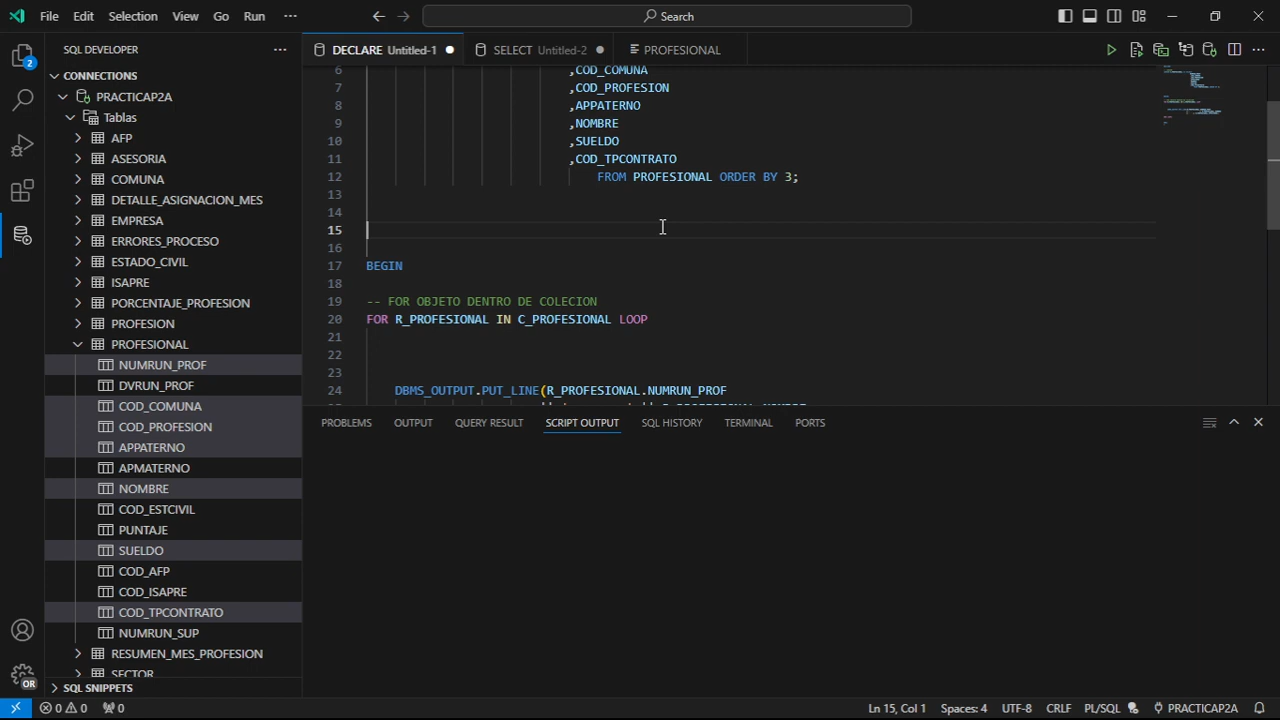 File Edit Selection View Go Run ··· Search
SQL DEVELOPER ···
DECLARE Untitled-1 SELECT Untitled-2 PROFESIONAL
2
CONNECTIONS
PRACTICAP2A
Tablas
AFP
ASESORIA
COMUNA
DETALLE_ASIGNACION_MES
EMPRESA
ERRORES_PROCESO
ESTADO_CIVIL
ISAPRE
PORCENTAJE_PROFESION
PROFESION
PROFESIONAL
NUMRUN_PROF
DVRUN_PROF
COD_COMUNA
COD_PROFESION
APPATERNO
APMATERNO
NOMBRE
COD_ESTCIVIL
PUNTAJE
SUELDO
COD_AFP
COD_ISAPRE
COD_TPCONTRATO
NUMRUN_SUP
RESUMEN_MES_PROFESION
SECTOR
SQL SNIPPETS
OR
6 ,COD_COMUNA
7 ,COD_PROFESION
8 ,APPATERNO
9 ,NOMBRE
10 ,SUELDO
11 ,COD_TPCONTRATO
12 FROM PROFESIONAL ORDER BY 3;
13
14
15
16
17 BEGIN
18
19 -- FOR OBJETO DENTRO DE COLECION
20 FOR R_PROFESIONAL IN C_PROFESIONAL LOOP
21
22
23
24 DBMS_OUTPUT.PUT_LINE(R_PROFESIONAL.NUMRUN_PROF
PROBLEMS OUTPUT QUERY RESULT SCRIPT OUTPUT SQL HISTORY TERMINAL PORTS
0 0 0 Ln 15, Col 1 Spaces: 4 UTF-8 CRLF PL/SQL PRACTICAP2A